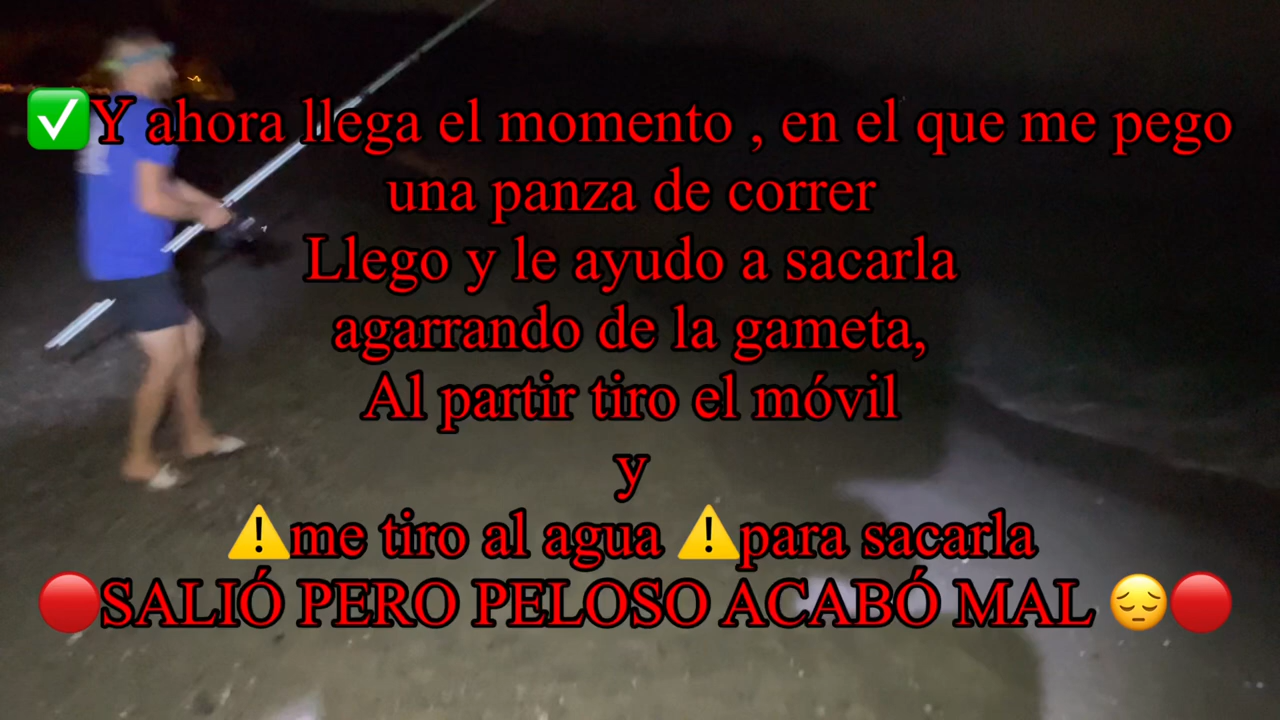 ✅Y ahora llega el momento , en el que me pego
una panza de correr
Llego y le ayudo a sacarla
agarrando de la gameta,
Al partir tiro el móvil
y
⚠️me tiro al agua ⚠️para sacarla
🔴SALIÓ PERO PELOSO ACABÓ MAL 😔🔴